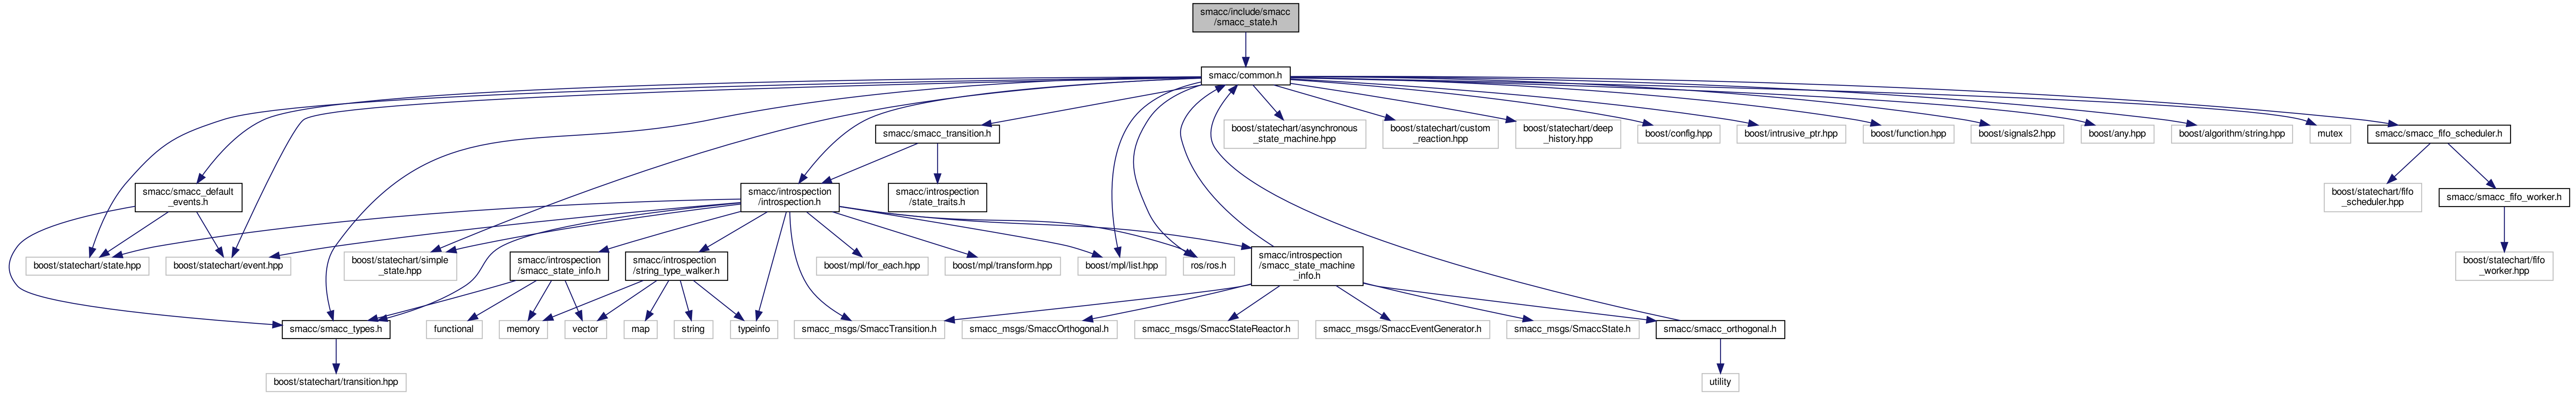 smacc/include/smacc
/smacc_state.h
smacc/common.h
smacc/smacc_transition.h
boost/statechart/asynchronous
_state_machine.hpp
boost/statechart/custom
_reaction.hpp
boost/statechart/deep
_history.hpp
boost/config.hpp
boost/intrusive_ptr.hpp
boost/function.hpp
boost/signals2.hpp
boost/any.hpp
boost/algorithm/string.hpp
mutex
smacc/smacc_fifo_scheduler.h
smacc/smacc_default
_events.h
smacc/introspection
/introspection.h
smacc/introspection
/state_traits.h
boost/statechart/fifo
_scheduler.hpp
smacc/smacc_fifo_worker.h
boost/statechart/state.hpp
boost/statechart/event.hpp
boost/statechart/simple
_state.hpp
smacc/introspection
/smacc_state_info.h
smacc/introspection
/string_type_walker.h
boost/mpl/for_each.hpp
boost/mpl/transform.hpp
boost/mpl/list.hpp
ros/ros.h
smacc/introspection
/smacc_state_machine
_info.h
boost/statechart/fifo
_worker.hpp
smacc/smacc_types.h
functional
memory
vector
map
string
typeinfo
smacc_msgs/SmaccTransition.h
smacc_msgs/SmaccOrthogonal.h
smacc_msgs/SmaccStateReactor.h
smacc_msgs/SmaccEventGenerator.h
smacc_msgs/SmaccState.h
smacc/smacc_orthogonal.h
boost/statechart/transition.hpp
utility